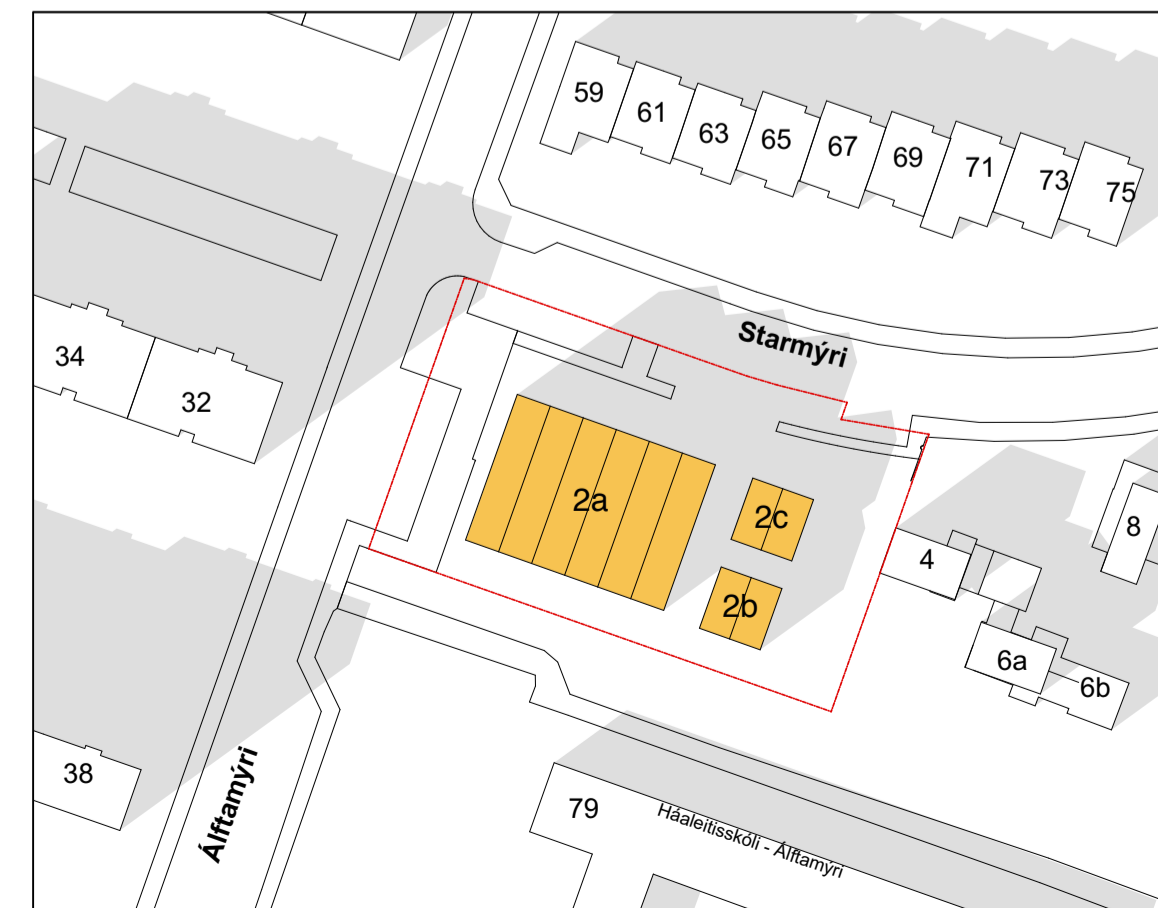 59
61
63
65
67
69
71
73
75
Starmýri
34
32
2a
2c
2b
4
8
6a
6b
38
Álftamýri
79
Háaleitisskóli - Álftamýri